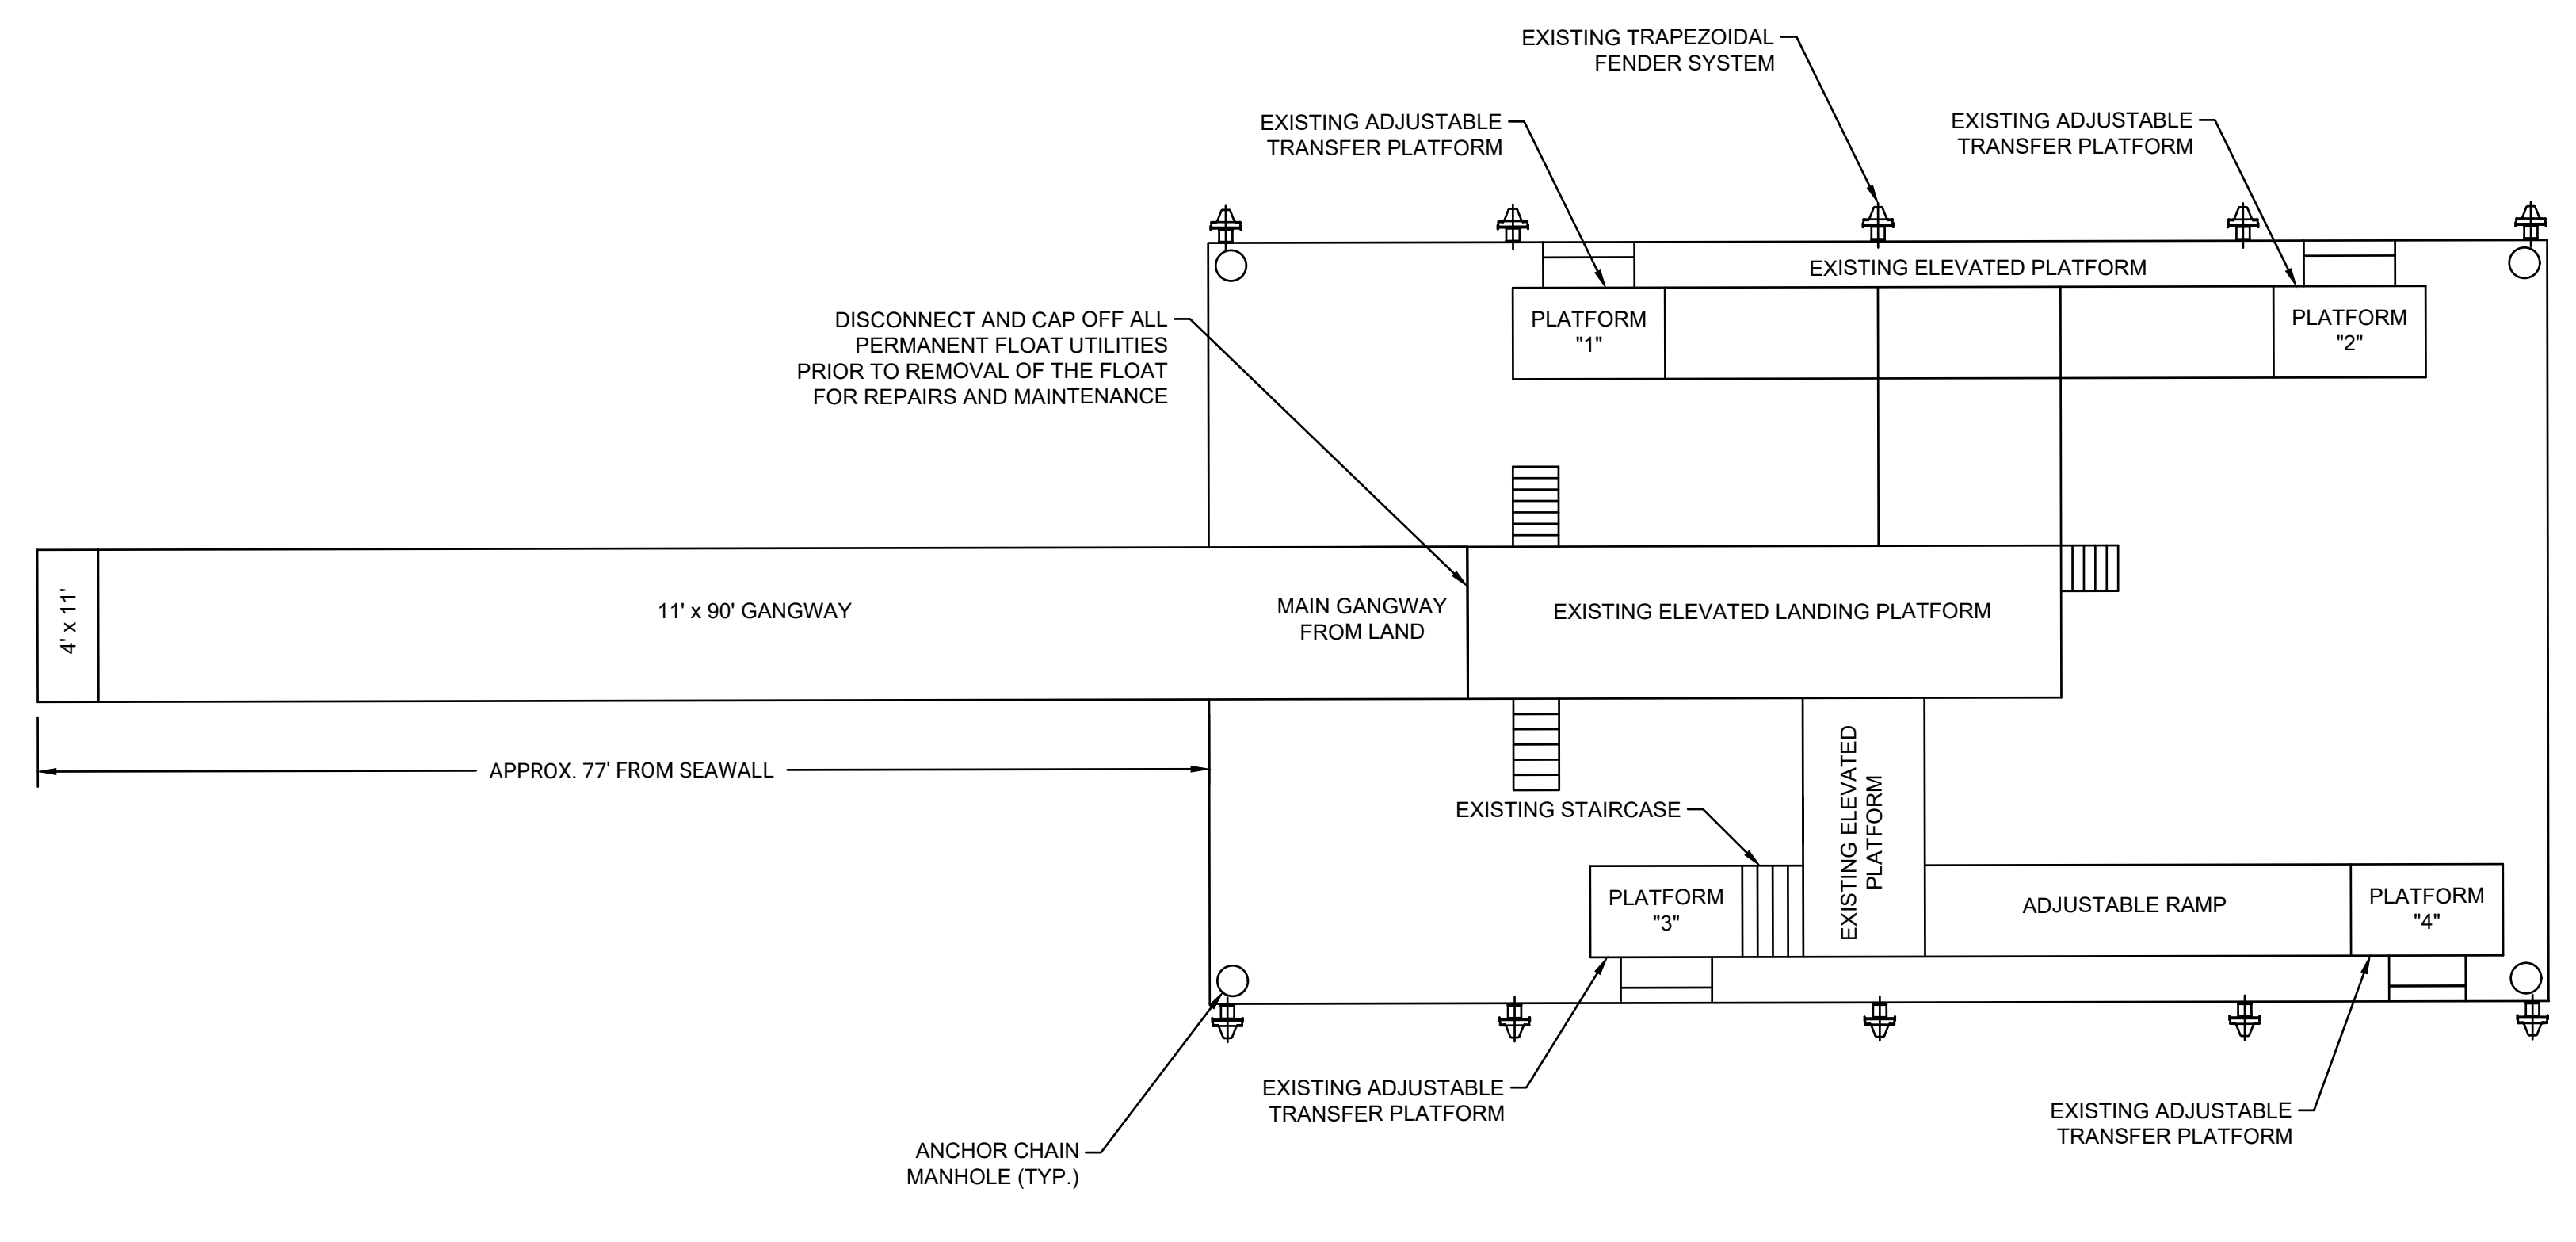 EXISTING TRAPEZOIDAL
FENDER SYSTEM
EXISTING ADJUSTABLE
TRANSFER PLATFORM
EXISTING ADJUSTABLE
TRANSFER PLATFORM
EXISTING ELEVATED PLATFORM
PLATFORM
"1"
PLATFORM
"2"
DISCONNECT AND CAP OFF ALL
PERMANENT FLOAT UTILITIES
PRIOR TO REMOVAL OF THE FLOAT
FOR REPAIRS AND MAINTENANCE
4' x 11'
11' x 90' GANGWAY
MAIN GANGWAY
FROM LAND
EXISTING ELEVATED LANDING PLATFORM
APPROX. 77' FROM SEAWALL
EXISTING STAIRCASE
EXISTING ELEVATED
PLATFORM
PLATFORM
"3"
ADJUSTABLE RAMP
PLATFORM
"4"
EXISTING ADJUSTABLE
TRANSFER PLATFORM
EXISTING ADJUSTABLE
TRANSFER PLATFORM
ANCHOR CHAIN
MANHOLE (TYP.)